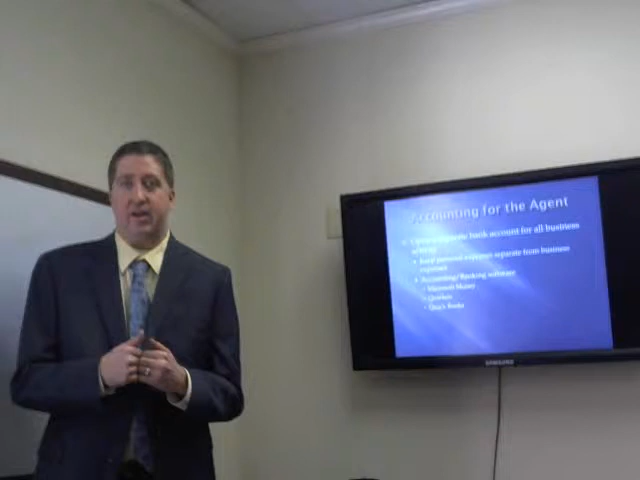 Accounting for the Agent
separate bank account for all business
Keep personal expenses separate from business
expenses
Accounting/Banking software
Microsoft Money
Quicken
Quick Books
SAMSUNG